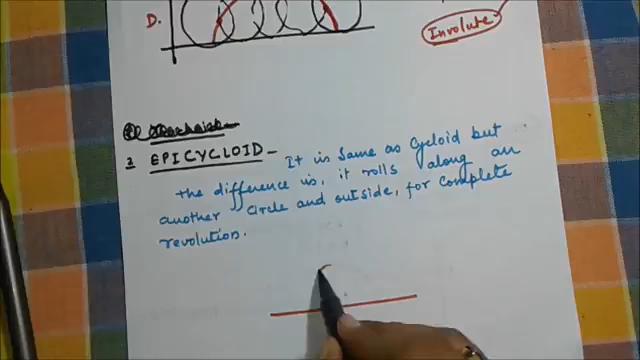 D.
Involute
3 EPICYCLOID - It is same as cycloid but
the difference is, it rolls along an
another circle and outside, for complete
revolution.